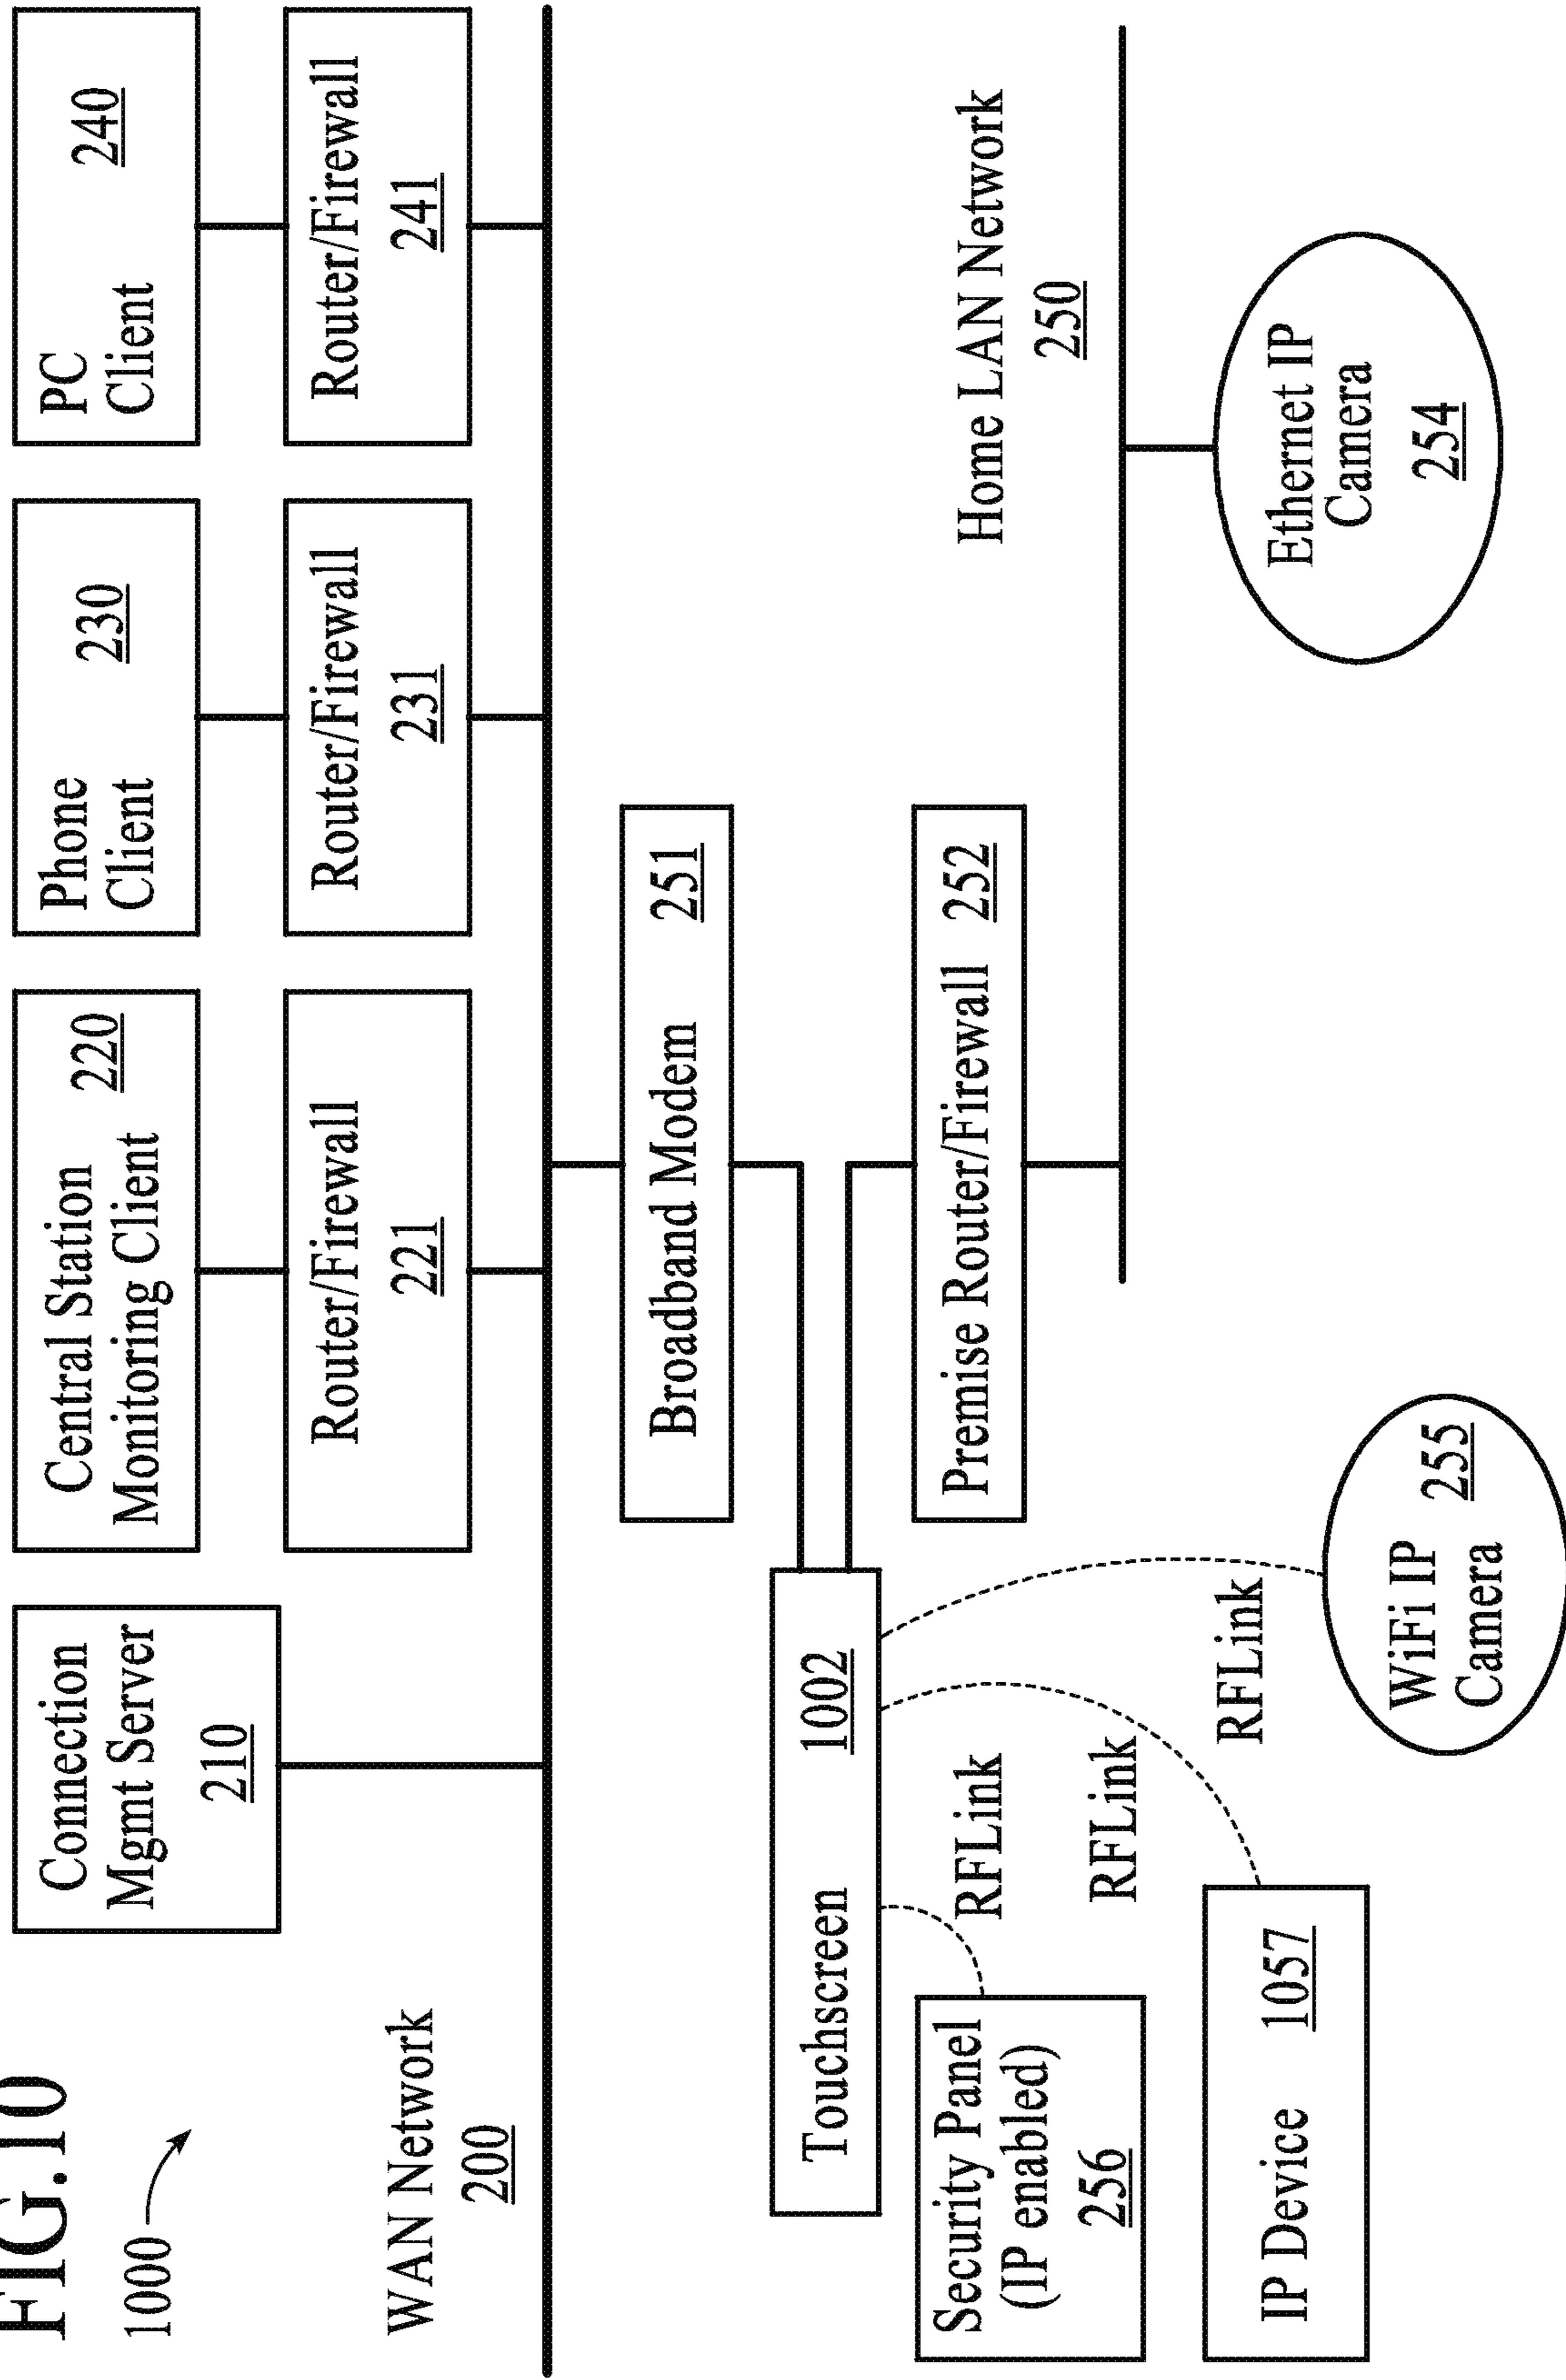 FIG.10
1000
Connection
Mgmt Server
210
Central Station
Monitoring Client
220
Phone
Client
230
PC
Client
240
Router/Firewall
221
Router/Firewall
231
Router/Firewall
241
WAN Network
200
Broadband Modem 251
Touchscreen 1002
Premise Router/Firewall 252
Home LAN Network
250
Security Panel
(IP enabled)
256
RFLink
RFLink
RFLink
IP Device 1057
WiFi IP
Camera
255
Ethernet IP
Camera
254